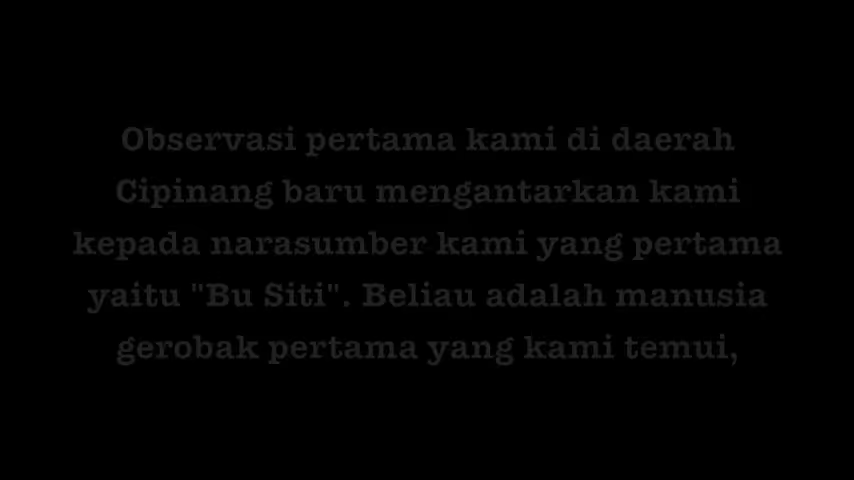 Observasi pertama kami di daerah
Cipinang baru mengantarkan kami
kepada narasumber kami yang pertama
yaitu "Bu Siti". Beliau adalah manusia
gerobak pertama yang kami temui,